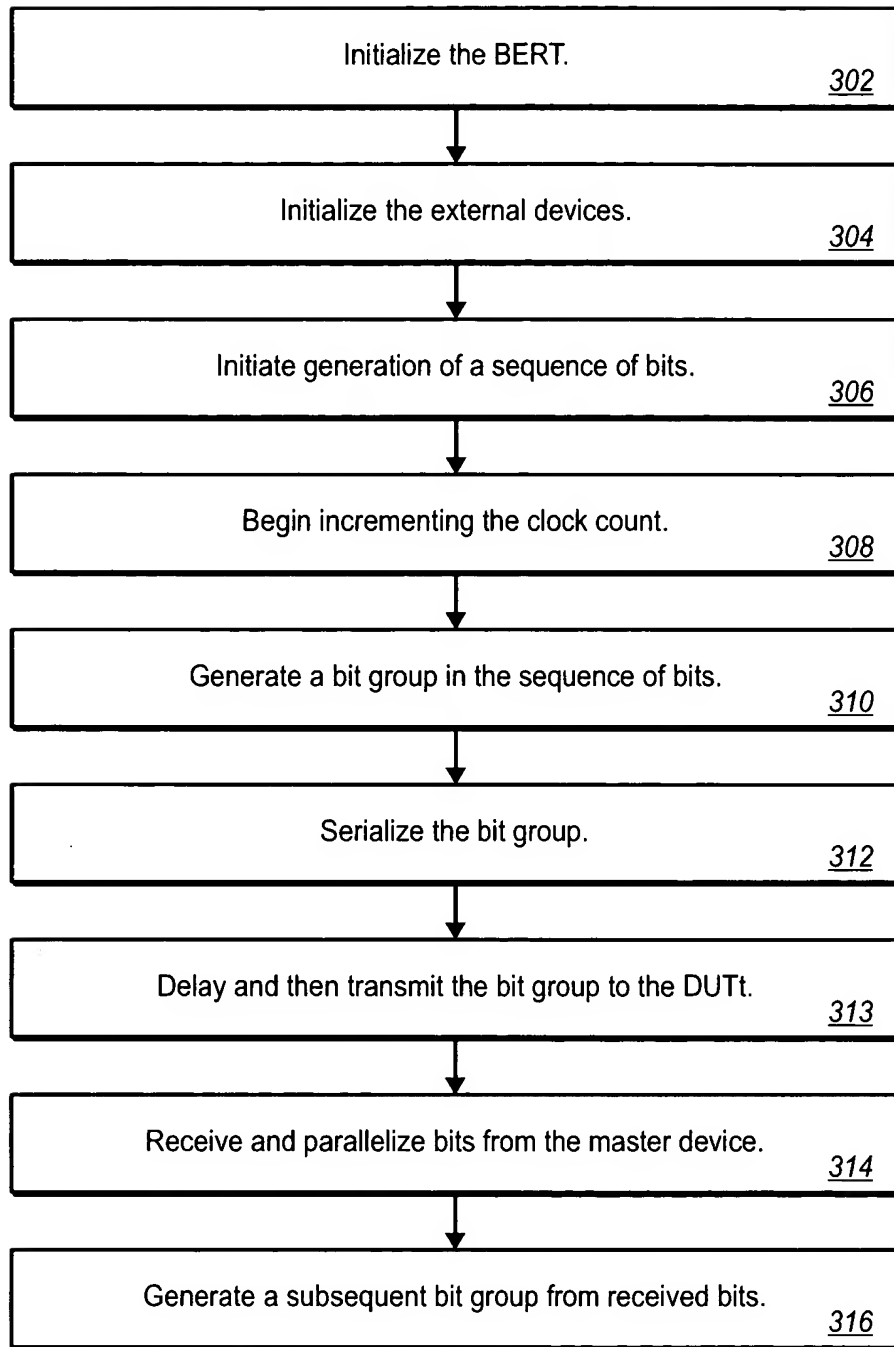 Initialize the BERT.
302
Initialize the external devices.
304
Initiate generation of a sequence of bits.
306
Begin incrementing the clock count.
308
Generate a bit group in the sequence of bits.
310
Serialize the bit group.
312
Delay and then transmit the bit group to the DUTt.
313
Receive and parallelize bits from the master device.
314
Generate a subsequent bit group from received bits.
316